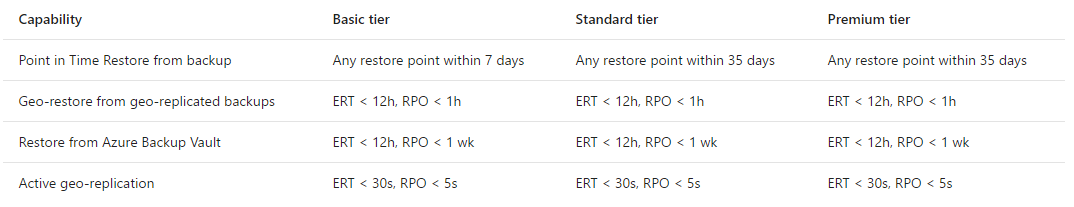 Capability Basic tier Standard tier Premium tier
Point in Time Restore from backup Any restore point within 7 days Any restore point within 35 days Any restore point within 35 days
Geo-restore from geo-replicated backups ERT < 12h, RPO < 1h ERT < 12h, RPO < 1h ERT < 12h, RPO < 1h
Restore from Azure Backup Vault ERT < 12h, RPO < 1 wk ERT < 12h, RPO < 1 wk ERT < 12h, RPO < 1 wk
Active geo-replication ERT < 30s, RPO < 5s ERT < 30s, RPO < 5s ERT < 30s, RPO < 5s